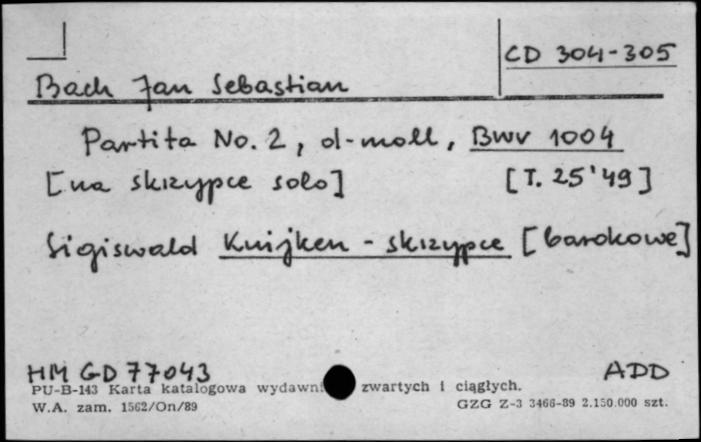 CD 304-305
Bach Jan Sebastian
Partita No. 2, d-moll, BWV 1004
[na skrzypce solo] [T. 25'49]
Sigiswald Kuijken - skrzypce [barokowe]
HM GD 77043 ADD
PU-B-143 Karta katalogowa wydawni zwartych i ciągłych.
W.A. zam. 1562/On/89 GZG Z-3 3466-89 2.150.000 szt.